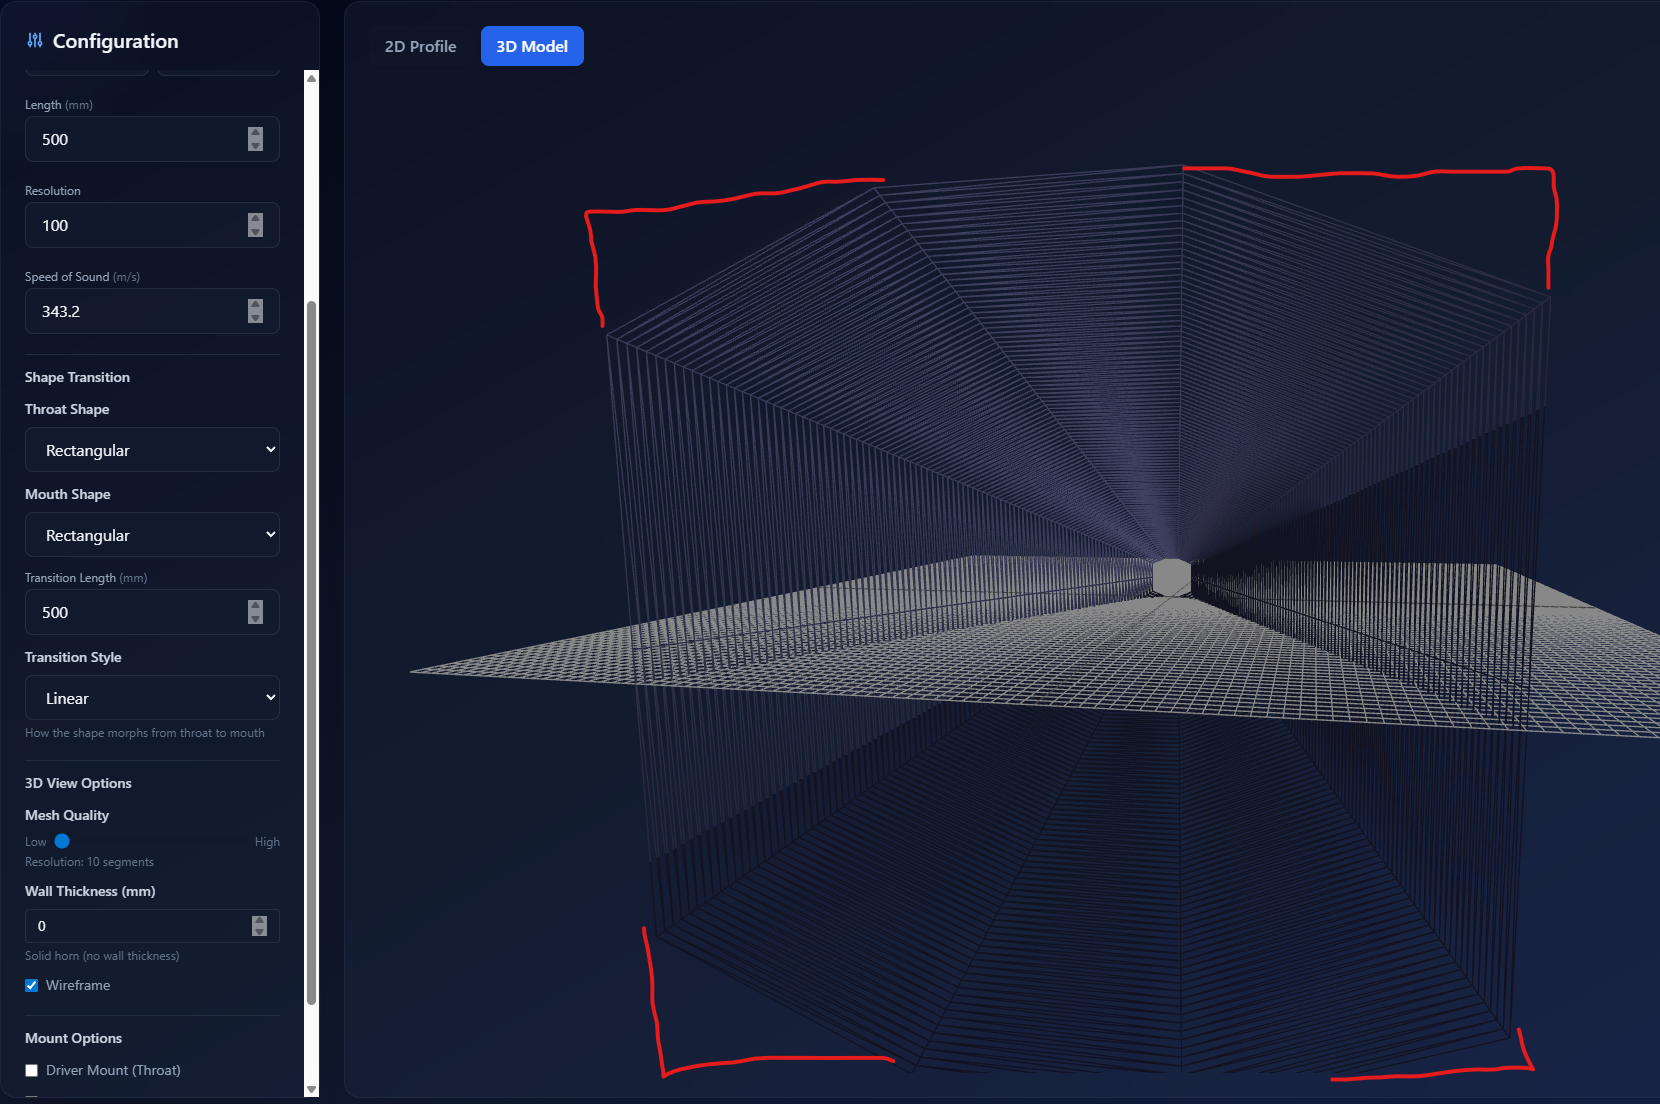 Configuration
2D Profile
3D Model
Length (mm)
500
Resolution
100
Speed of Sound (m/s)
343.2
Shape Transition
Throat Shape
Rectangular
Mouth Shape
Rectangular
Transition Length (mm)
500
Transition Style
Linear
How the shape morphs from throat to mouth
3D View Options
Mesh Quality
Low High
Resolution: 10 segments
Wall Thickness (mm)
0
Solid horn (no wall thickness)
Wireframe
Mount Options
Driver Mount (Throat)